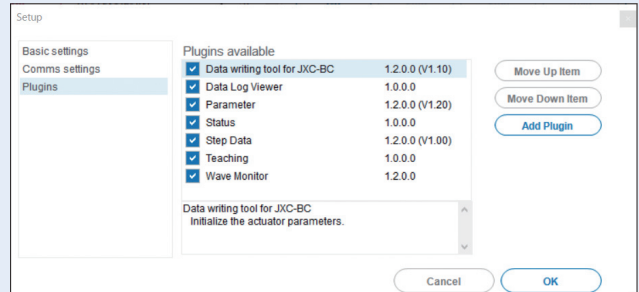 Setup
Basic settings
Comms settings
Plugins
Plugins available
Data writing tool for JXC-BC 1.2.0.0 (V1.10)
Data Log Viewer 1.0.0.0
Parameter 1.2.0.0 (V1.20)
Status 1.0.0.0
Step Data 1.2.0.0 (V1.00)
Teaching 1.0.0.0
Wave Monitor 1.2.0.0
Data writing tool for JXC-BC
Initialize the actuator parameters.
Move Up Item
Move Down Item
Add Plugin
Cancel OK